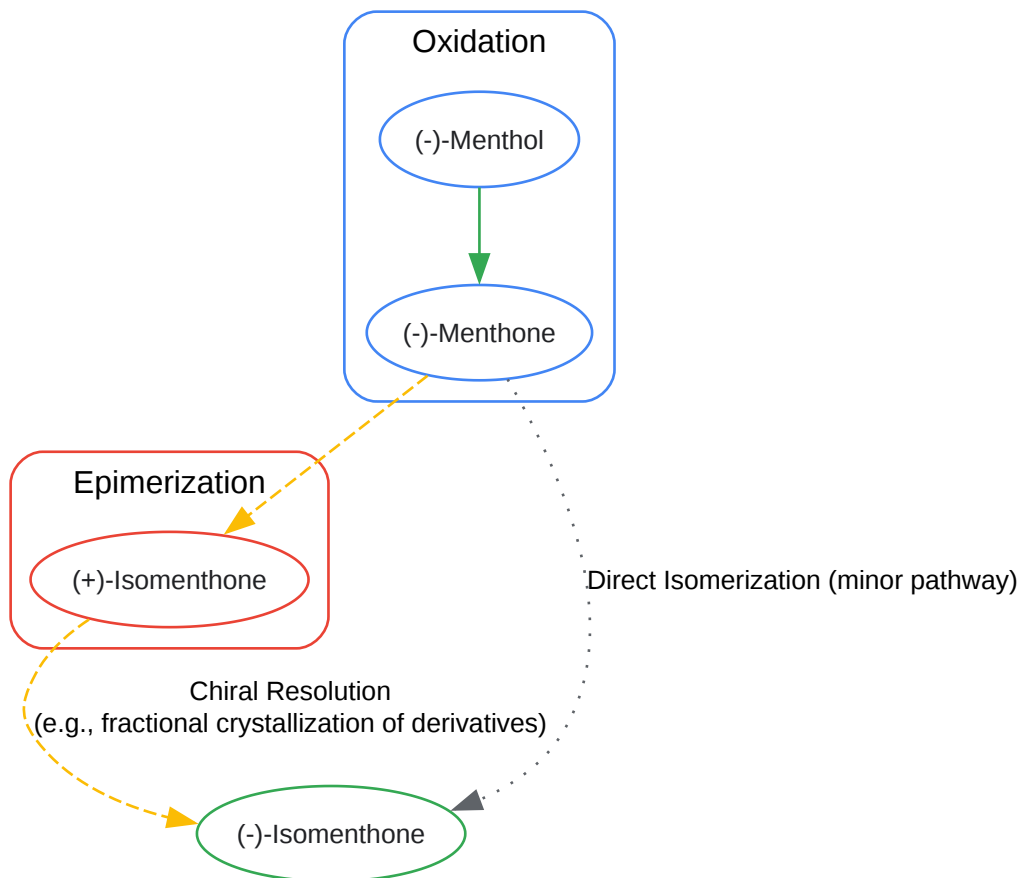 Oxidation
(-)-Menthol
(-)-Menthone
Epimerization
(+)-Isomenthone
Direct Isomerization (minor pathway)
Chiral Resolution
(e.g., fractional crystallization of derivatives)
(-)-Isomenthone